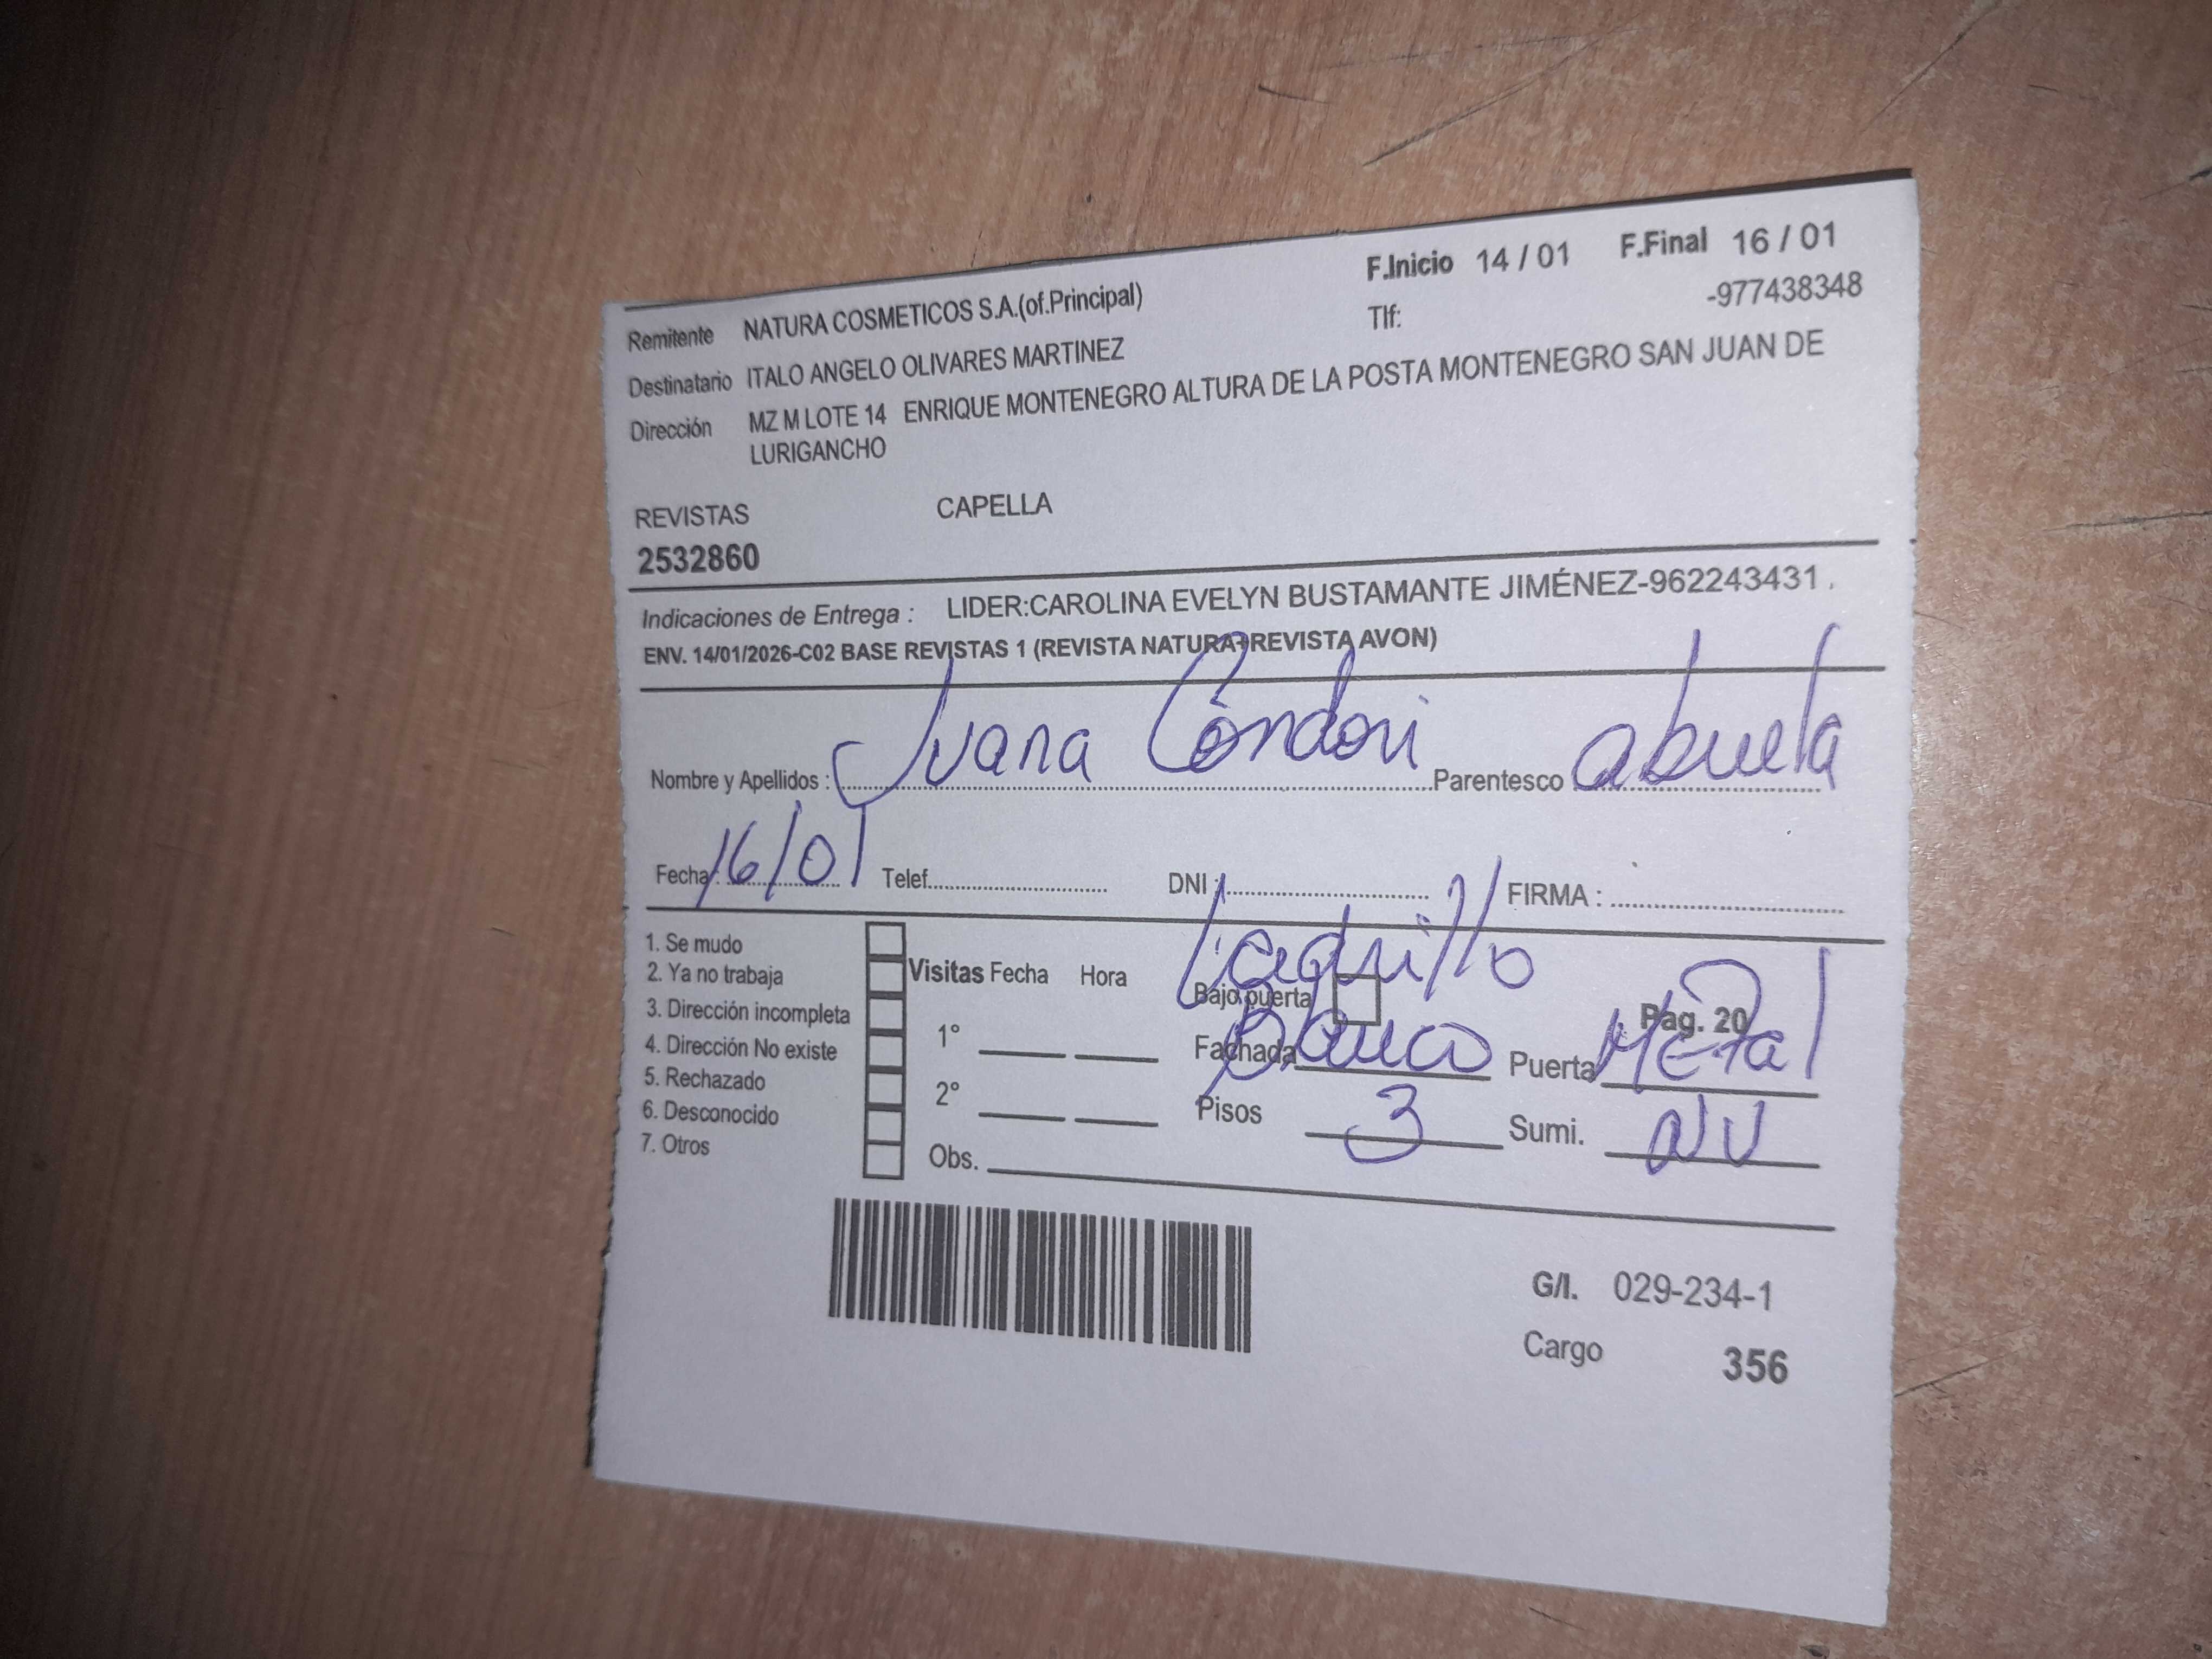 F.Inicio 14 / 01 F.Final 16 / 01
Remitente NATURA COSMETICOS S.A.(of.Principal) Tlf: -977438348
Destinatario ITALO ANGELO OLIVARES MARTINEZ
Dirección MZ M LOTE 14 ENRIQUE MONTENEGRO ALTURA DE LA POSTA MONTENEGRO SAN JUAN DE
LURIGANCHO
REVISTAS CAPELLA
2532860
Indicaciones de Entrega : LIDER:CAROLINA EVELYN BUSTAMANTE JIMÉNEZ-962243431 .
ENV. 14/01/2026-C02 BASE REVISTAS 1 (REVISTA NATURA+REVISTA AVON)
Nombre y Apellidos : Juana Cóndori Parentesco abuela
Fecha : 16/01 Telef. DNI : FIRMA :
1. Se mudo
2. Ya no trabaja
3. Dirección incompleta
4. Dirección No existe
5. Rechazado
6. Desconocido
7. Otros
Visitas Fecha Hora
1°
2°
Obs.
Ladrillo
Bajo puerta Pag. 20
Fachada Blanco Puerta Metal
Pisos 3 Sumi. NV
G/I. 029-234-1
Cargo 356